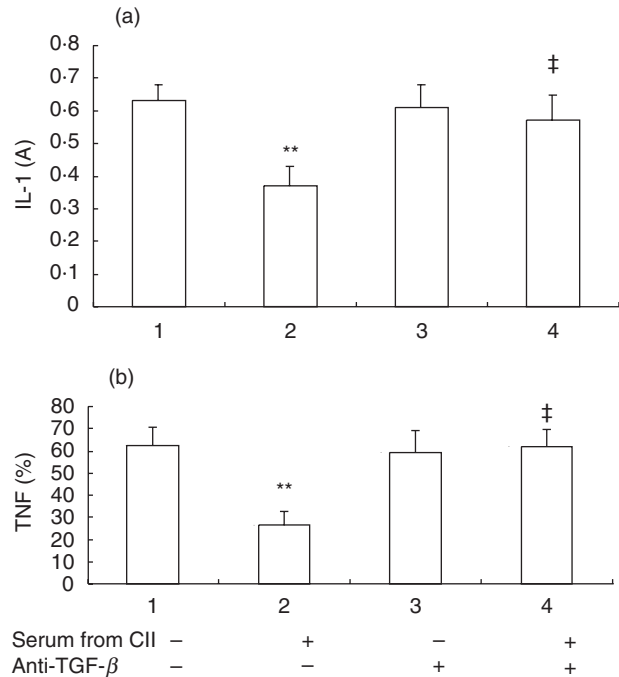 (a)
0·8
0·7
0·6
0·5
0·4
0·3
0·2
0·1
0
IL-1 (A)
**
‡
1 2 3 4
(b)
80
70
60
50
40
30
20
10
0
TNF (%)
**
‡
1 2 3 4
Serum from CII – + – +
Anti-TGF-β – – + +